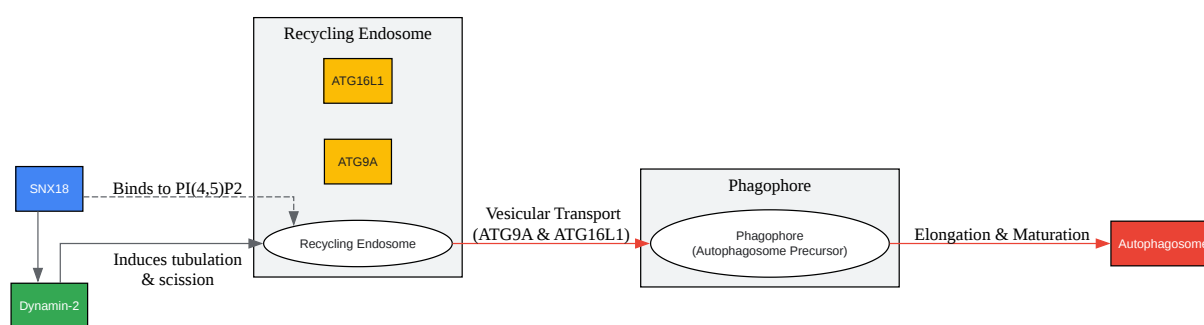 Recycling Endosome
ATG16L1
ATG9A
SNX18
Binds to PI(4,5)P2
Recycling Endosome
Induces tubulation
& scission
Dynamin-2
Vesicular Transport
(ATG9A & ATG16L1)
Phagophore
Phagophore
(Autophagosome Precursor)
Elongation & Maturation
Autophagosome